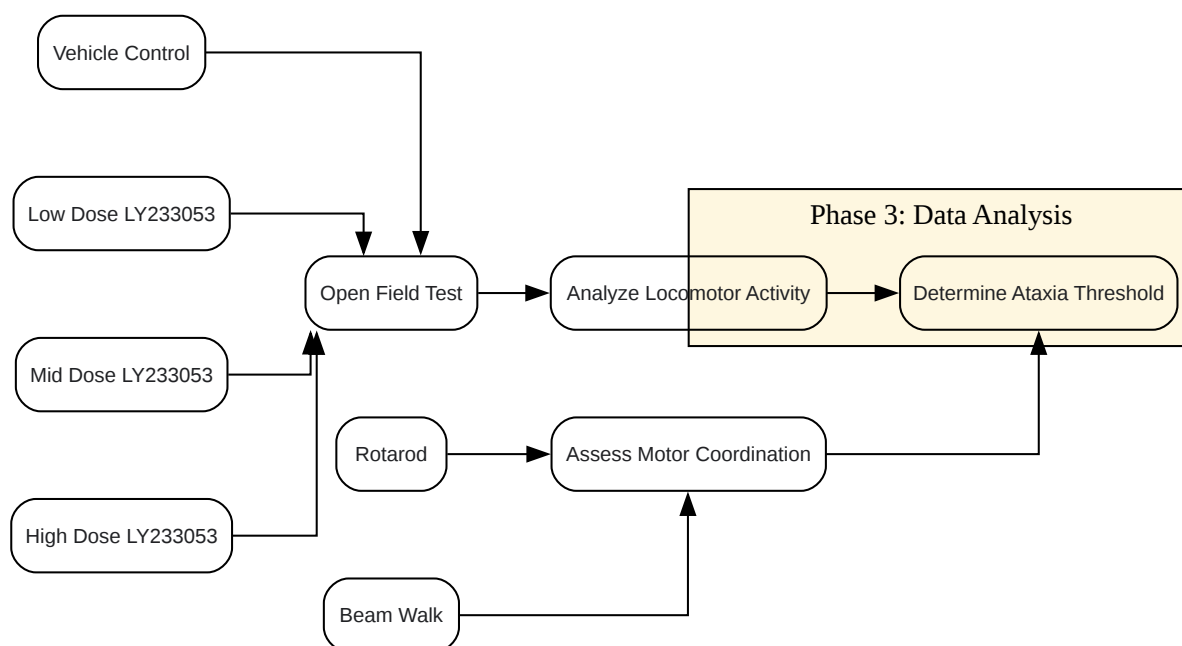 Vehicle Control
Low Dose LY233053
Phase 3: Data Analysis
Open Field Test
Analyze Locomotor Activity
Determine Ataxia Threshold
Mid Dose LY233053
Rotarod
Assess Motor Coordination
High Dose LY233053
Beam Walk